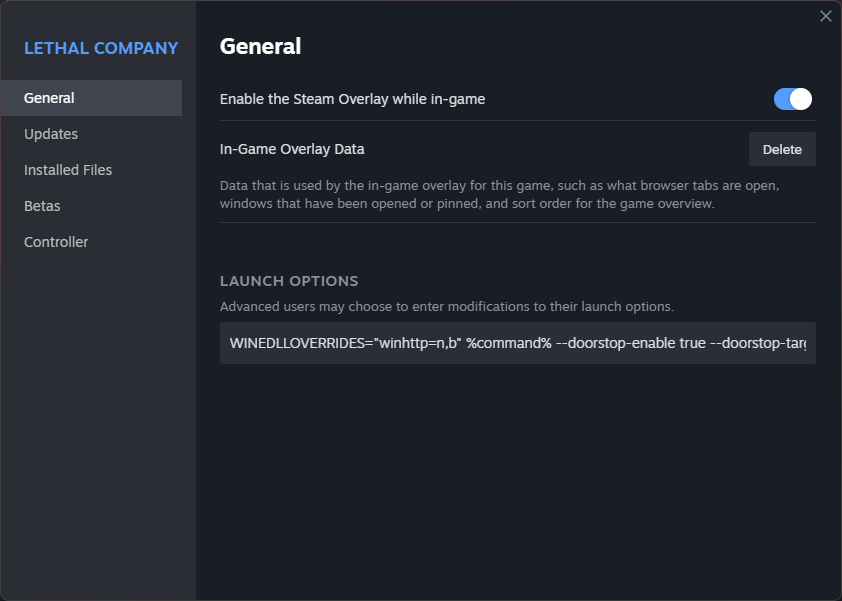 LETHAL COMPANY
General
Updates
Installed Files
Betas
Controller
General
Enable the Steam Overlay while in-game
In-Game Overlay Data
Delete
Data that is used by the in-game overlay for this game, such as what browser tabs are open,
windows that have been opened or pinned, and sort order for the game overview.
LAUNCH OPTIONS
Advanced users may choose to enter modifications to their launch options.
WINEDLLOVERRIDES="winhttp=n,b" %command% --doorstop-enable true --doorstop-targ